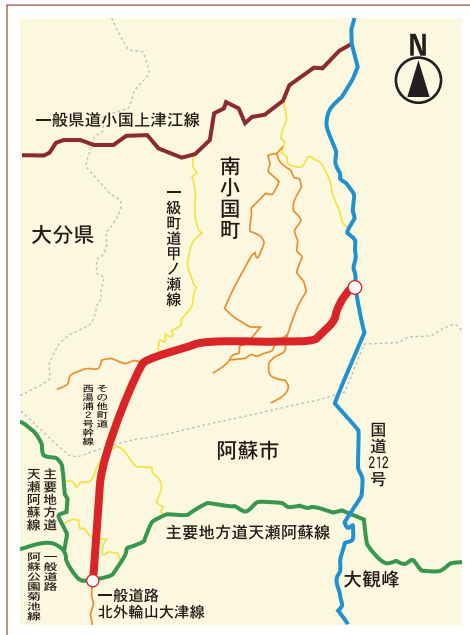 N
一般県道小国上津江線
南小国町
大分県
一級町道甲ノ瀬線
その他町道
西湯浦2号幹線
阿蘇市
国道212号
主要地方道
天瀬阿蘇線
主要地方道天瀬阿蘇線
一般道路
阿蘇公園菊池線
大観峰
一般道路
北外輪山大津線